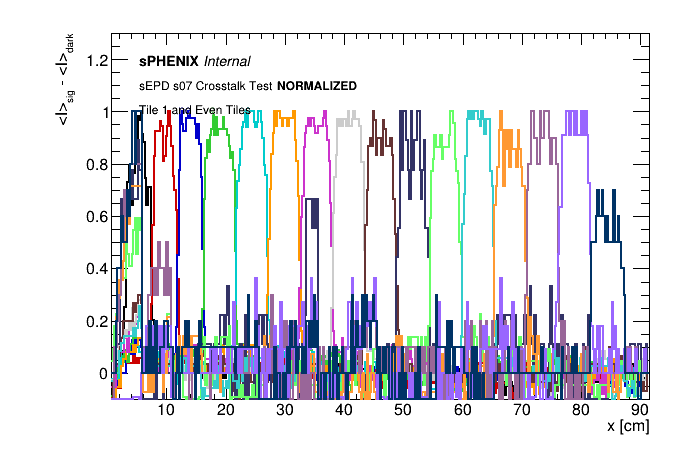 <I>sig - <I>dark
1.2
1
0.8
0.6
0.4
0.2
0
sPHENIX Internal
sEPD s07 Crosstalk Test NORMALIZED
Tile 1 and Even Tiles
10 20 30 40 50 60 70 80 90
x [cm]